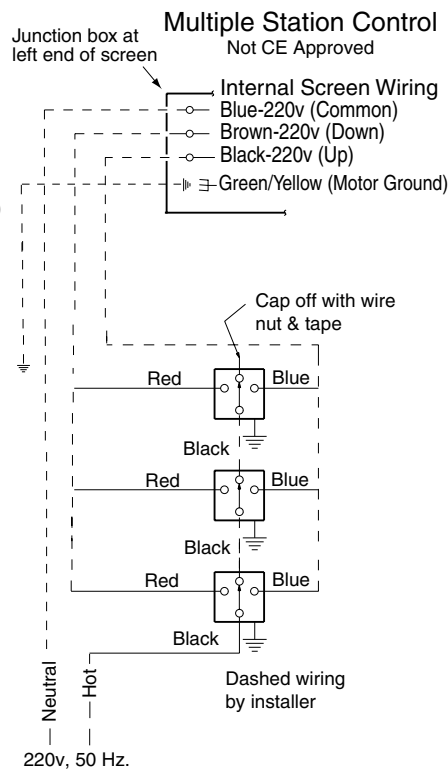 Multiple Station Control
Not CE Approved
Junction box at
left end of screen
Internal Screen Wiring
Blue-220v (Common)
Brown-220v (Down)
Black-220v (Up)
Green/Yellow (Motor Ground)
Cap off with wire
nut & tape
Red
Blue
Black
Red
Blue
Black
Red
Blue
Black
Neutral
Hot
Dashed wiring
by installer
220v, 50 Hz.